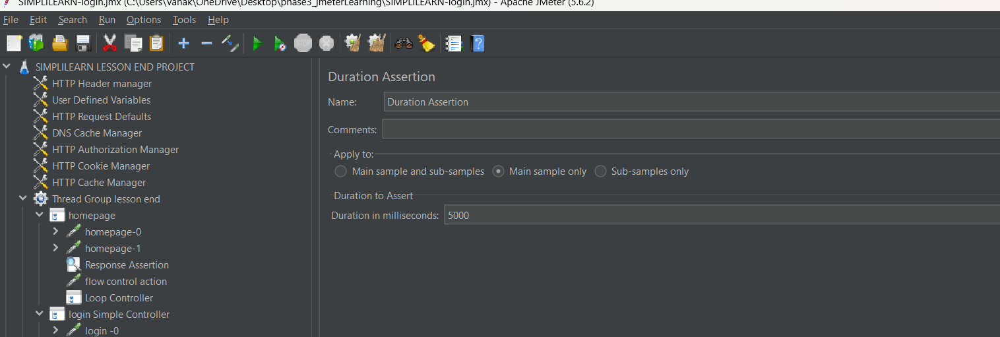 SIMPLILEARN-login.jmx (C:\Users\Vanak\OneDrive\Desktop\phase3_jmeterLearning\SIMPLILEARN-login.jmx) - Apache JMeter (5.6.2)
File Edit Search Run Options Tools Help
STOP
SIMPLILEARN LESSON END PROJECT
HTTP Header manager
User Defined Variables
HTTP Request Defaults
DNS Cache Manager
HTTP Authorization Manager
HTTP Cookie Manager
HTTP Cache Manager
Thread Group lesson end
homepage
homepage-0
homepage-1
Response Assertion
flow control action
Loop Controller
login Simple Controller
login -0
Duration Assertion
Name: Duration Assertion
Comments:
Apply to:
Main sample and sub-samples Main sample only Sub-samples only
Duration to Assert
Duration in milliseconds: 5000